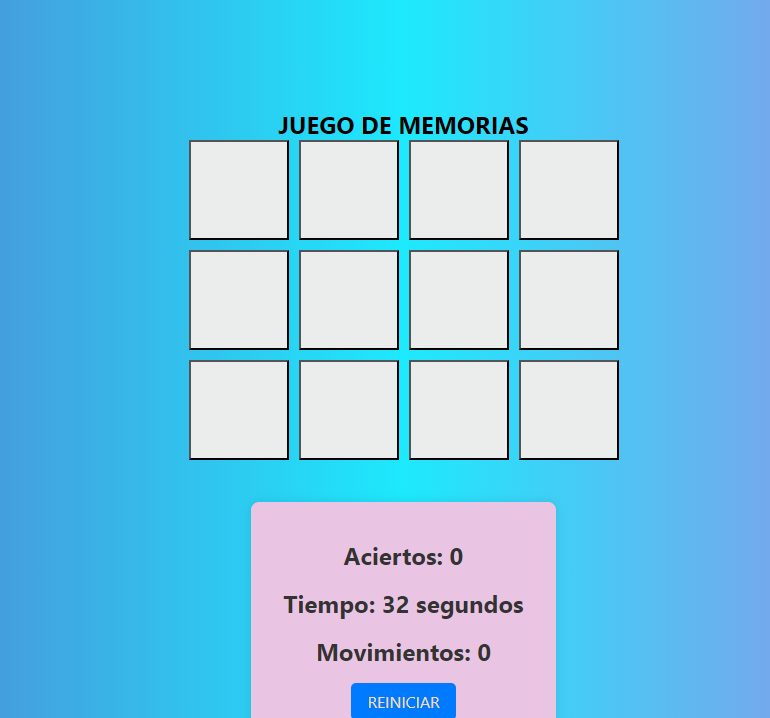 JUEGO DE MEMORIAS
Aciertos: 0
Tiempo: 32 segundos
Movimientos: 0
REINICIAR